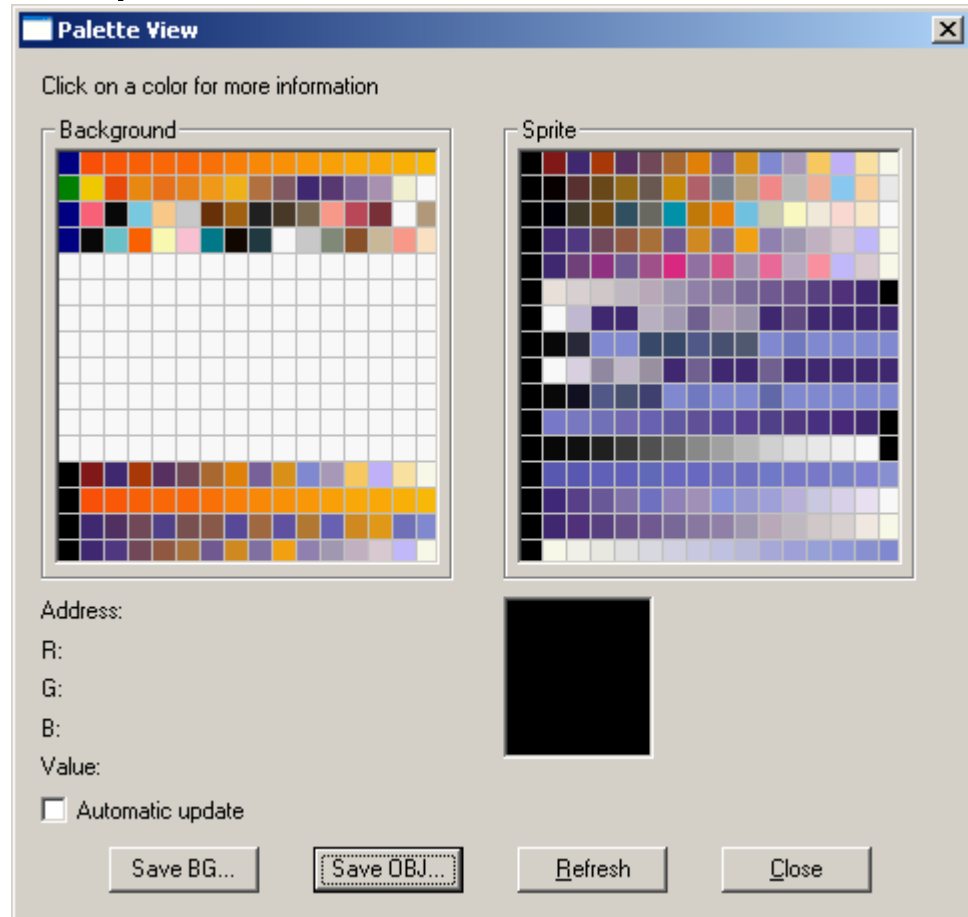 Palette View
Click on a color for more information
Background
Sprite
Address:
R:
G:
B:
Value:
Automatic update
Save BG... Save OBJ... Refresh Close